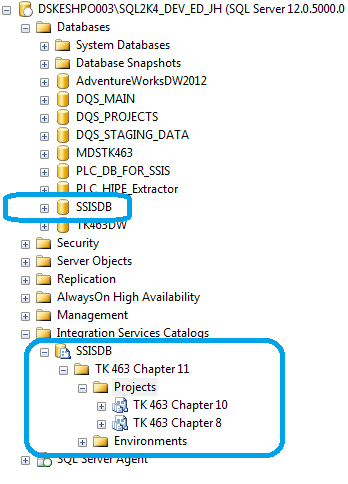 DSKESHPO003\SQL2K4_DEV_ED_JH (SQL Server 12.0.5000.0
Databases
System Databases
Database Snapshots
AdventureWorksDW2012
DQS_MAIN
DQS_PROJECTS
DQS_STAGING_DATA
MDSTK463
PLC_DB_FOR_SSIS
PLC_HIPE_Extractor
SSISDB
TK463DW
Security
Server Objects
Replication
AlwaysOn High Availability
Management
Integration Services Catalogs
SSISDB
TK 463 Chapter 11
Projects
TK 463 Chapter 10
TK 463 Chapter 8
Environments
SQL Server Agent